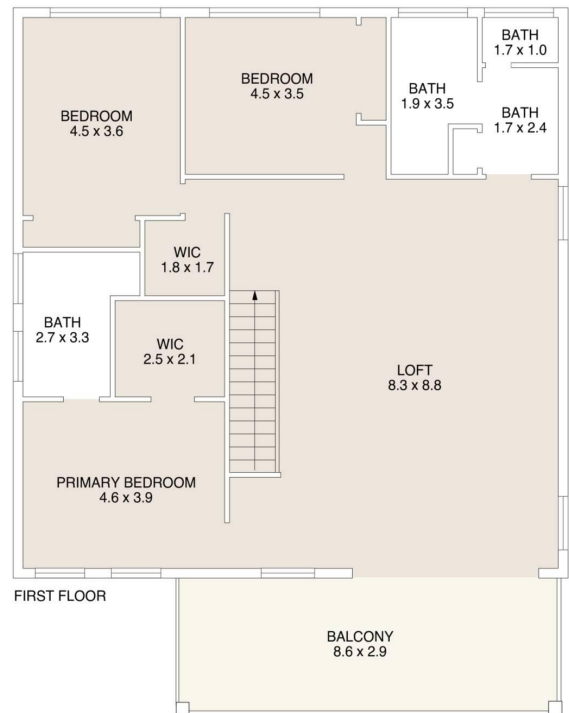 BATH
1.7 x 1.0
BEDROOM
4.5 x 3.5
BATH
1.9 x 3.5
BATH
1.7 x 2.4
BEDROOM
4.5 x 3.6
WIC
1.8 x 1.7
BATH
2.7 x 3.3
WIC
2.5 x 2.1
LOFT
8.3 x 8.8
PRIMARY BEDROOM
4.6 x 3.9
FIRST FLOOR
BALCONY
8.6 x 2.9